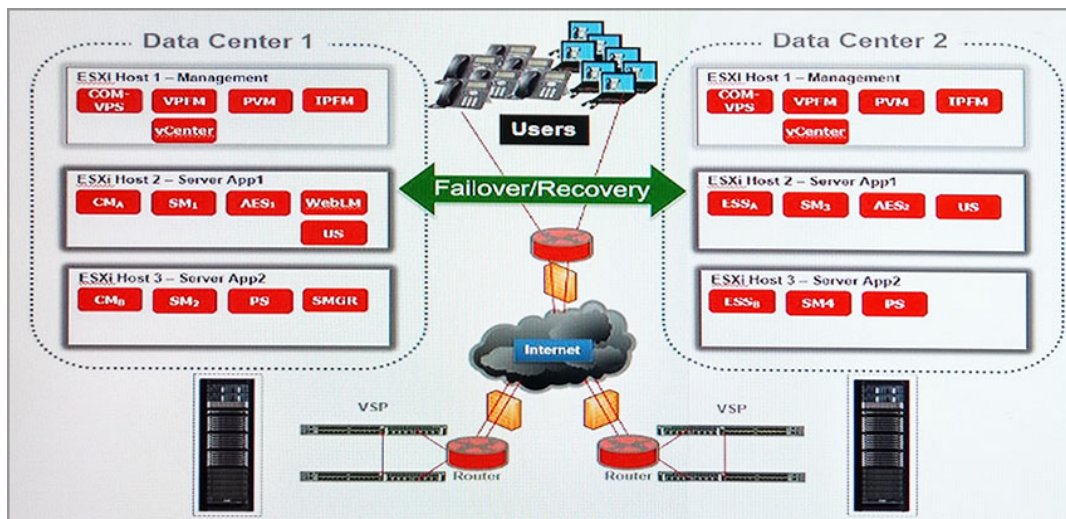 Data Center 1
ESXi Host 1 – Management
COM-VPS VPFM PVM IPFM
vCenter
ESXi Host 2 – Server App1
CMA SM1 AES1 WebLM
US
ESXi Host 3 – Server App2
CMB SM2 PS SMGR
Users
Failover/Recovery
Internet
Data Center 2
ESXi Host 1 – Management
COM-VPS VPFM PVM IPFM
vCenter
ESXi Host 2 – Server App1
ESSA SM3 AES2 US
ESXi Host 3 – Server App2
ESSB SM4 PS
VSP
Router
VSP
Router